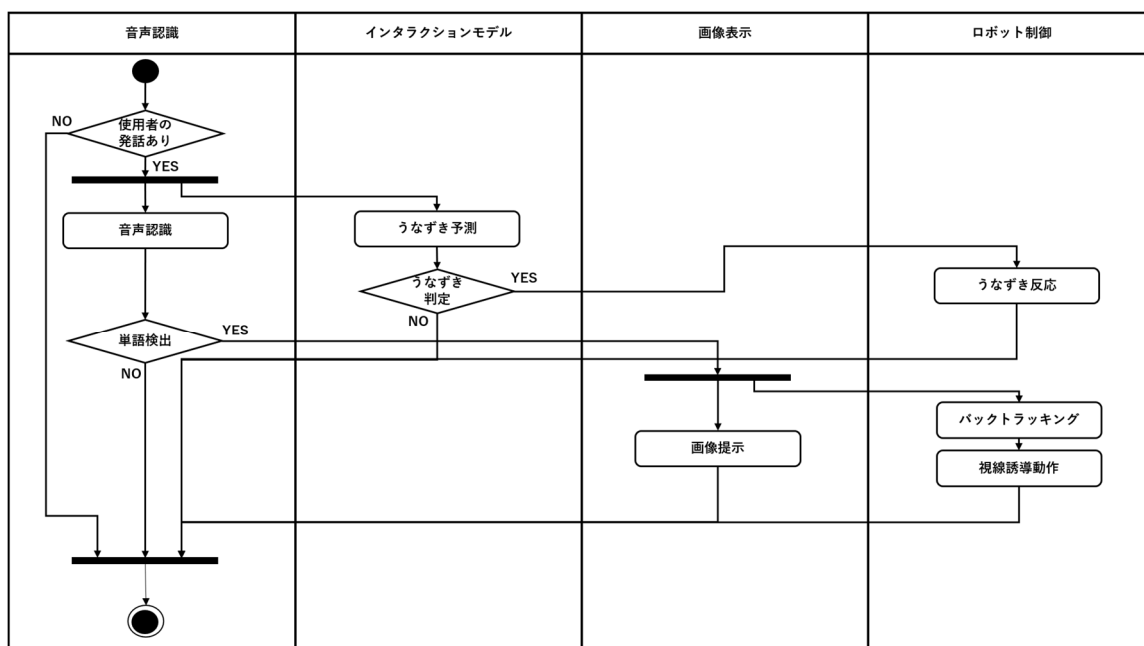 音声認識
インタラクションモデル
画像表示
ロボット制御
使用者の
発話あり
NO
YES
音声認識
うなずき予測
うなずき
判定
YES
NO
うなずき反応
単語検出
YES
NO
バックトラッキング
画像提示
視線誘導動作